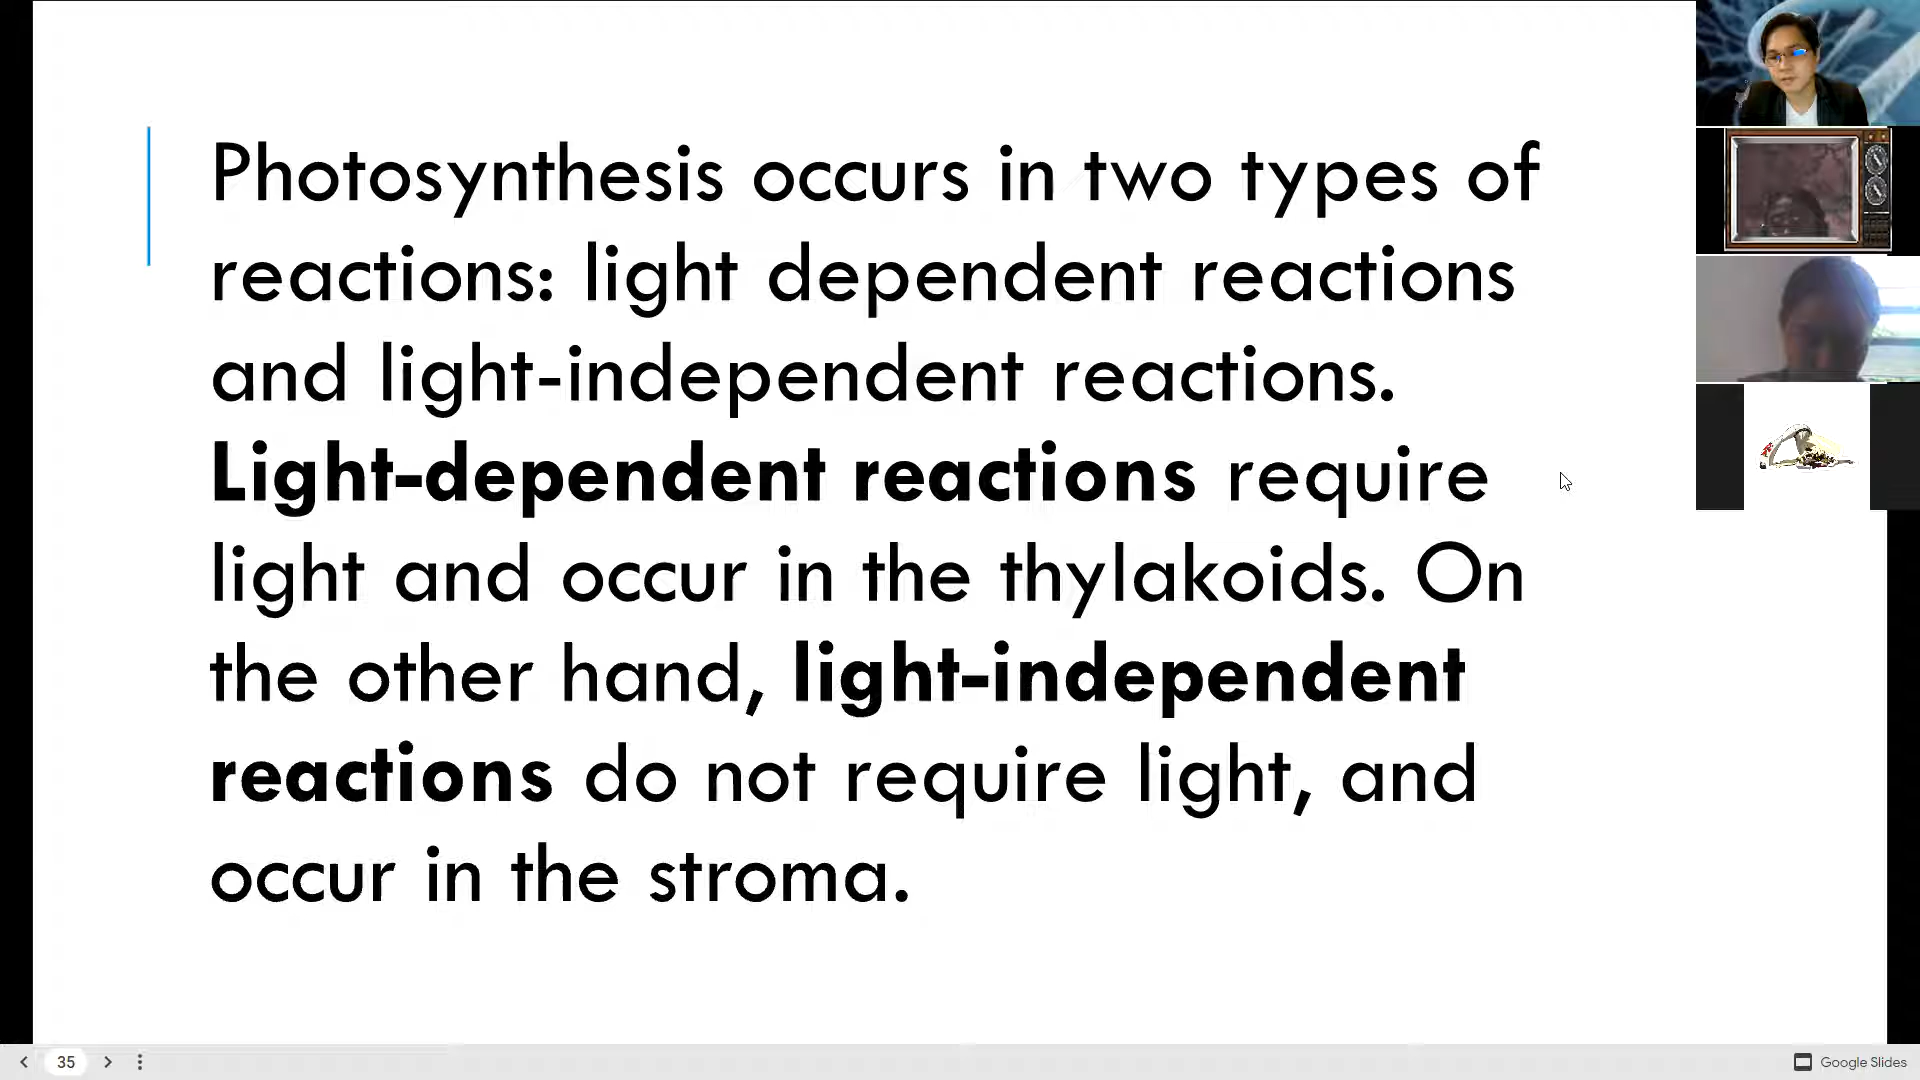 Photosynthesis occurs in two types of
reactions: light dependent reactions
and light-independent reactions.
Light-dependent reactions require
light and occur in the thylakoids. On
the other hand, light-independent
reactions do not require light, and
occur in the stroma.
35
Google Slides